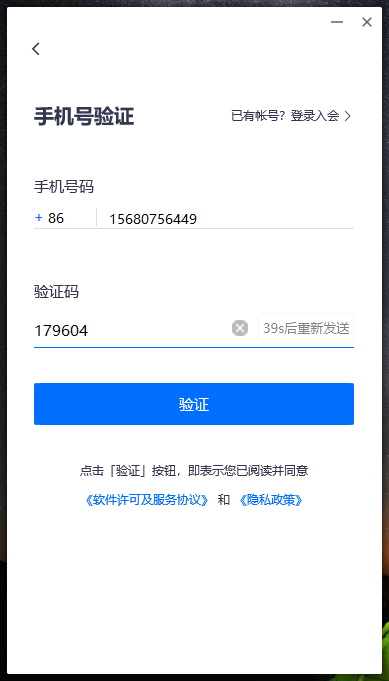 手机号验证 已有帐号? 登录入会
手机号码
+ 86 15680756449
验证码
179604 39s后重新发送
验证
点击「验证」按钮，即表示您已阅读并同意
《软件许可及服务协议》 和 《隐私政策》